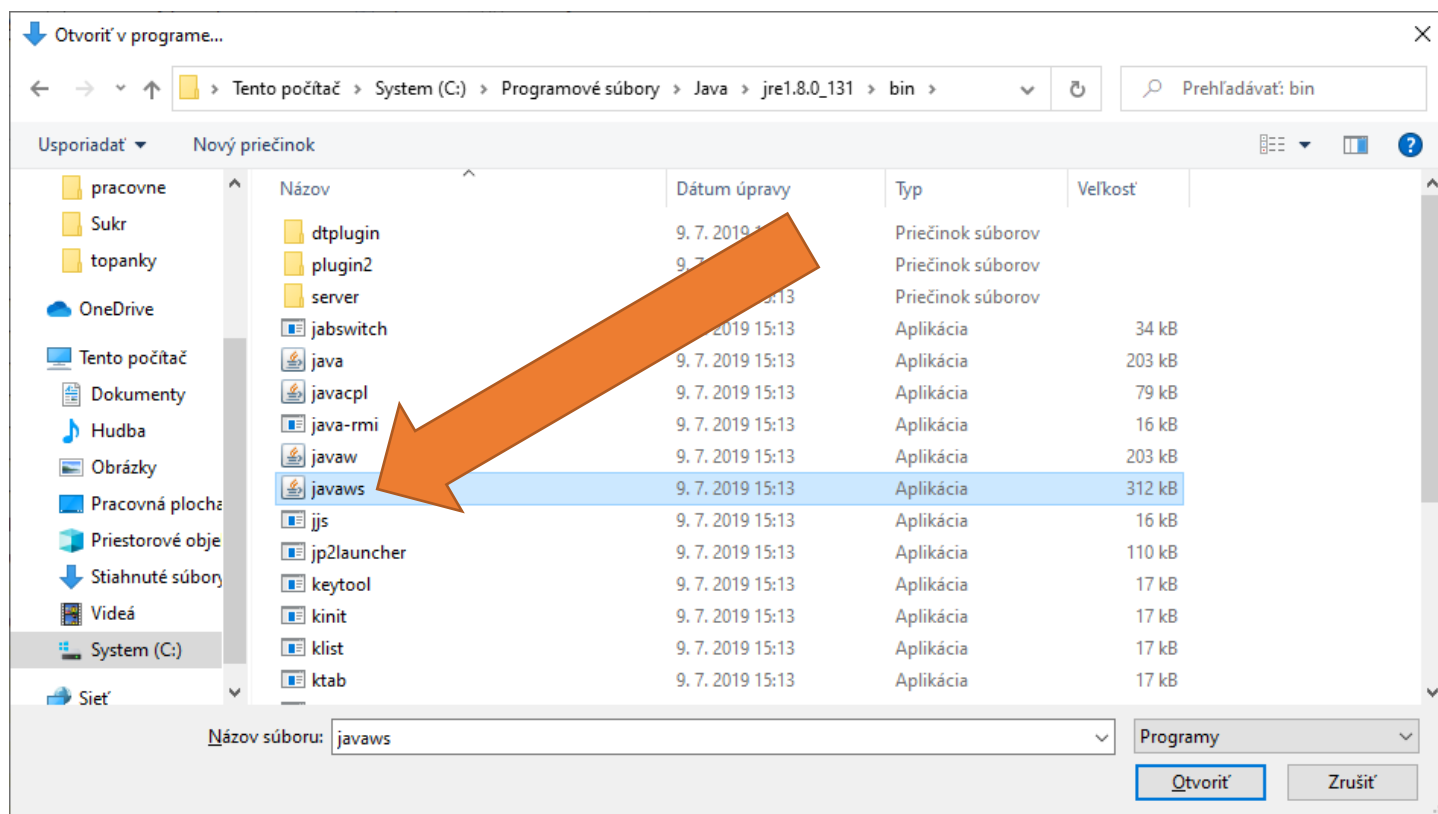 Otvoriť v programe...
Tento počítač > System (C:) > Programové súbory > Java > jre1.8.0_131 > bin >
Prehľadávať: bin
Usporiadať
Nový priečinok
pracovne
Sukr
topanky
OneDrive
Tento počítač
Dokumenty
Hudba
Obrázky
Pracovná plocha
Priestorové obje
Stiahnuté súbory
Videá
System (C:)
Sieť
Názov Dátum úpravy Typ Veľkosť
dtplugin 9. 7. 2019 Priečinok súborov
plugin2 9. 7. Priečinok súborov
server Priečinok súborov
jabswitch 2019 15:13 Aplikácia 34 kB
java 9. 7. 2019 15:13 Aplikácia 203 kB
javacpl 9. 7. 2019 15:13 Aplikácia 79 kB
java-rmi 9. 7. 2019 15:13 Aplikácia 16 kB
javaw 9. 7. 2019 15:13 Aplikácia 203 kB
javaws 9. 7. 2019 15:13 Aplikácia 312 kB
jjs 9. 7. 2019 15:13 Aplikácia 16 kB
jp2launcher 9. 7. 2019 15:13 Aplikácia 110 kB
keytool 9. 7. 2019 15:13 Aplikácia 17 kB
kinit 9. 7. 2019 15:13 Aplikácia 17 kB
klist 9. 7. 2019 15:13 Aplikácia 17 kB
ktab 9. 7. 2019 15:13 Aplikácia 17 kB
Názov súboru: javaws
Programy
Otvoriť
Zrušiť